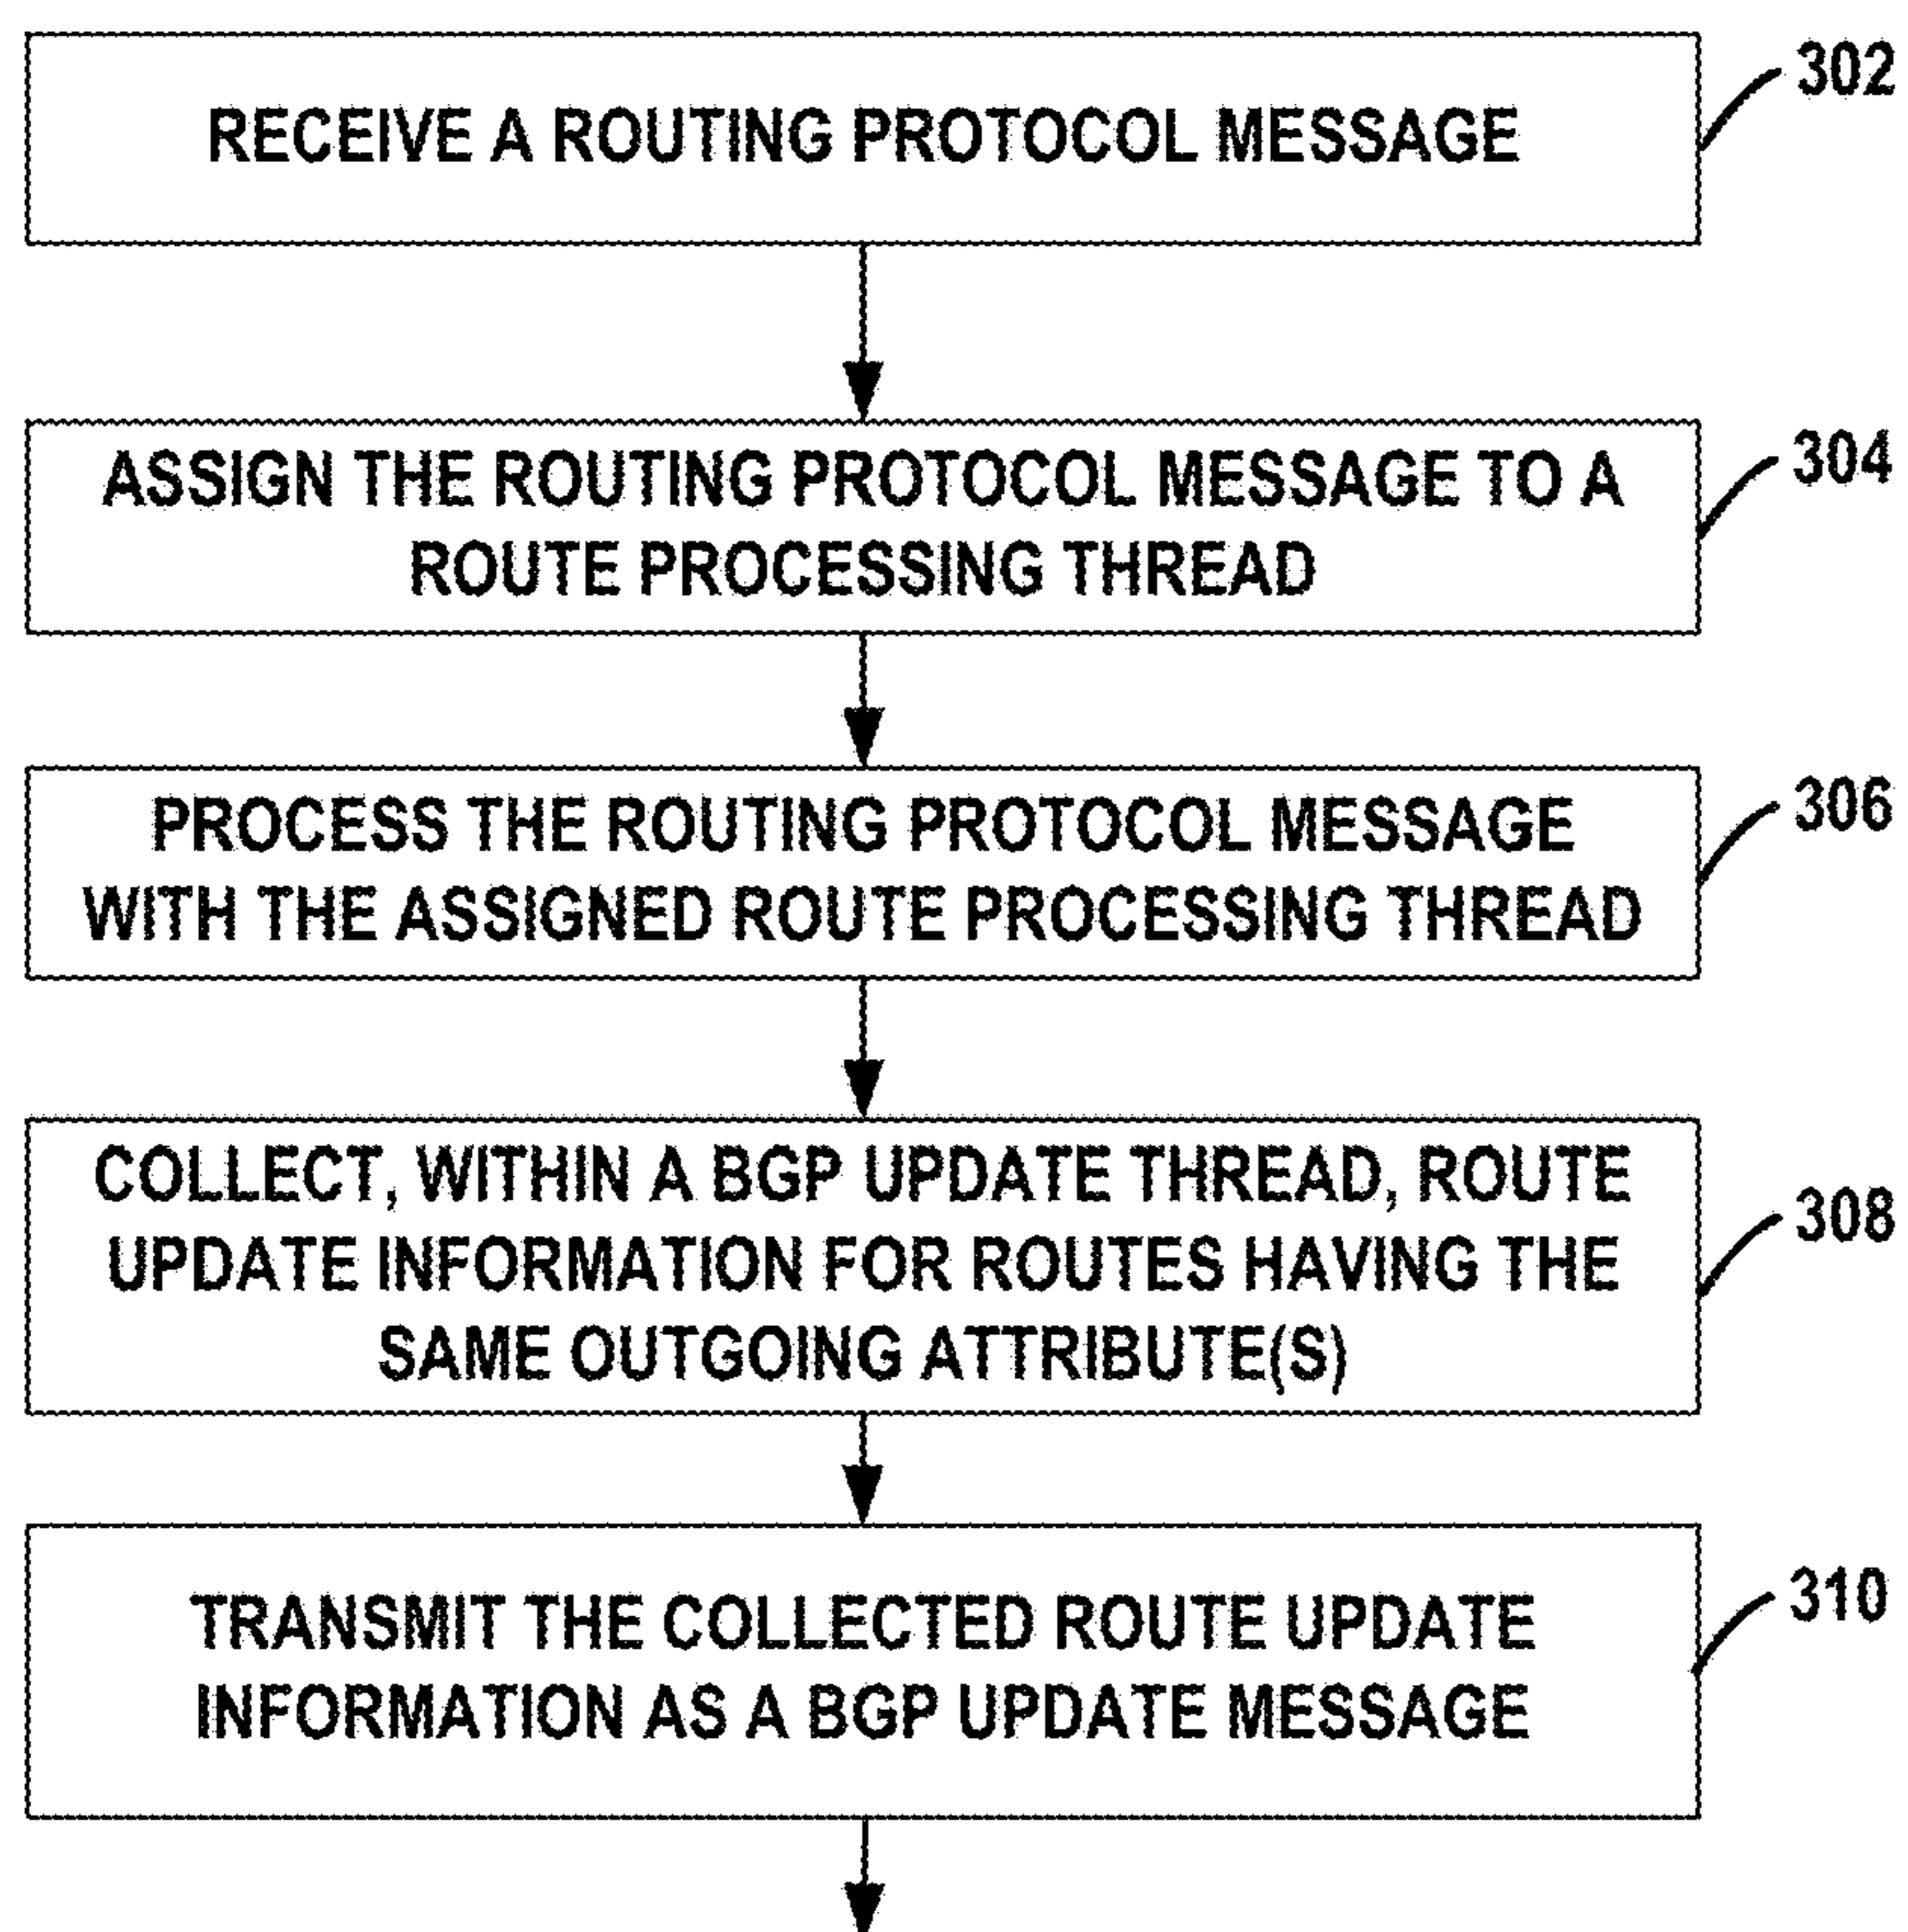 RECEIVE A ROUTING PROTOCOL MESSAGE
302
ASSIGN THE ROUTING PROTOCOL MESSAGE TO A
ROUTE PROCESSING THREAD
304
PROCESS THE ROUTING PROTOCOL MESSAGE
WITH THE ASSIGNED ROUTE PROCESSING THREAD
306
COLLECT, WITHIN A BGP UPDATE THREAD, ROUTE
UPDATE INFORMATION FOR ROUTES HAVING THE
SAME OUTGOING ATTRIBUTE(S)
308
TRANSMIT THE COLLECTED ROUTE UPDATE
INFORMATION AS A BGP UPDATE MESSAGE
310